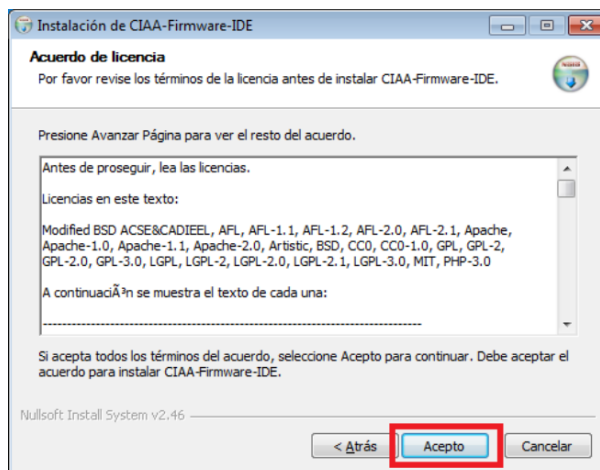 Instalación de CIAA-Firmware-IDE
Acuerdo de licencia
Por favor revise los términos de la licencia antes de instalar CIAA-Firmware-IDE.
Presione Avanzar Página para ver el resto del acuerdo.
Antes de proseguir, lea las licencias.
Licencias en este texto:
Modified BSD ACSE&CADIEEL, AFL, AFL-1.1, AFL-1.2, AFL-2.0, AFL-2.1, Apache,
Apache-1.0, Apache-1.1, Apache-2.0, Artistic, BSD, CC0, CC0-1.0, GPL, GPL-2,
GPL-2.0, GPL-3.0, LGPL, LGPL-2, LGPL-2.0, LGPL-2.1, LGPL-3.0, MIT, PHP-3.0
A continuaciÃ³n se muestra el texto de cada una:
-------------------------------------------------------------------------------
Si acepta todos los términos del acuerdo, seleccione Acepto para continuar. Debe aceptar el
acuerdo para instalar CIAA-Firmware-IDE.
Nullsoft Install System v2.46
< Atrás Acepto Cancelar